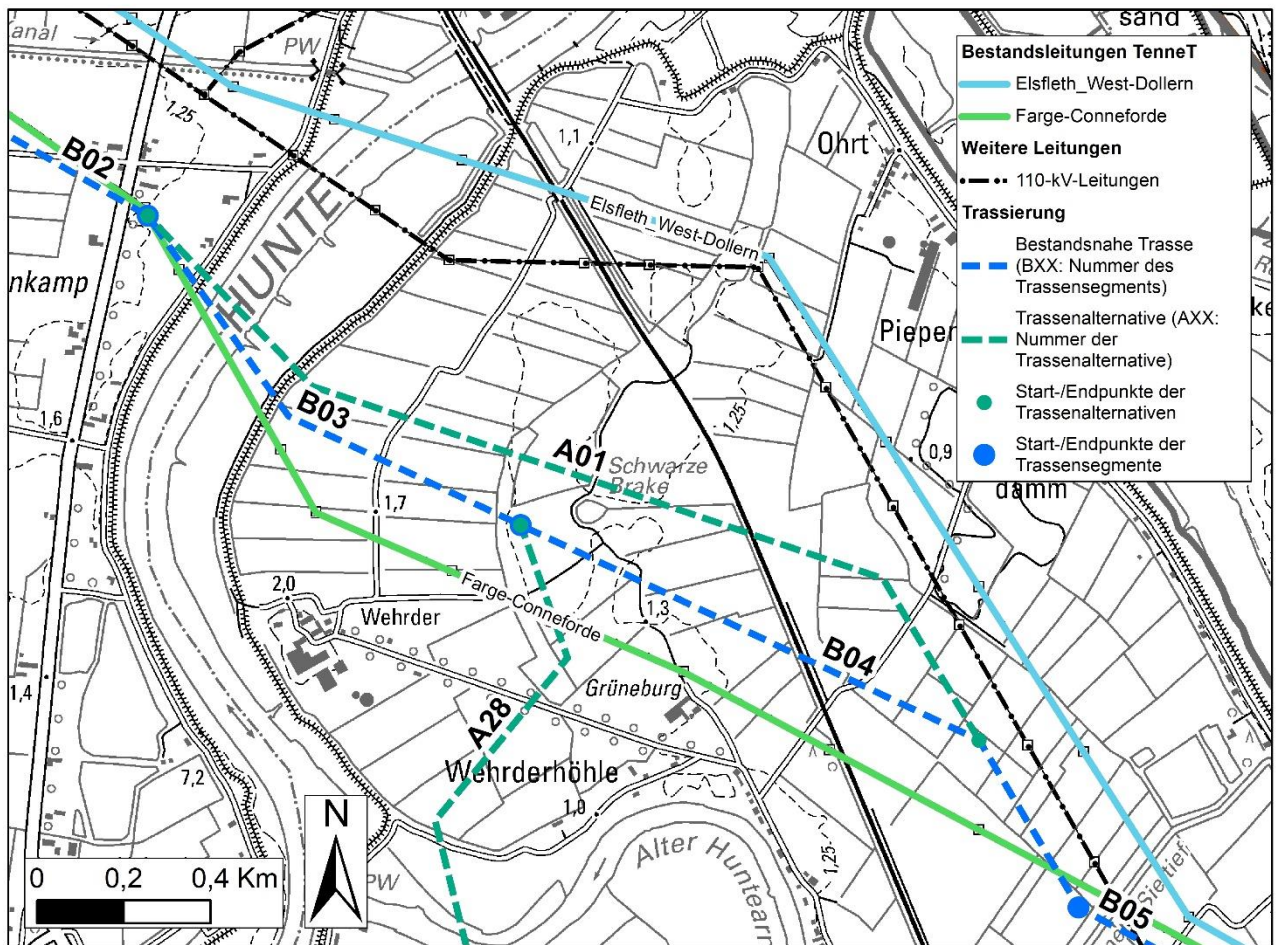 anal
PW
sand
1,25
B02
HUNTE
1,1
Ohrt
Elsfleth_West-Dollern
nkamp
Pieper
B03
1,6
A01
Schwarze
Brake
1,25
0,9
damm
1,7
Farge-Conneforde
2,0
Wehrder
1,3
B04
Grüneburg
1,4
A28
7,2
Wehrderhöhle
1,0
Alter Huntearm
1,25
PW
Sieltief
B05
N
0 0,2 0,4 Km
Bestandsleitungen TenneT
Elsfleth_West-Dollern
Farge-Conneforde
Weitere Leitungen
110-kV-Leitungen
Trassierung
Bestandsnahe Trasse
(BXX: Nummer des
Trassensegments)
Trassenalternative (AXX:
Nummer der
Trassenalternative)
Start-/Endpunkte der
Trassenalternativen
Start-/Endpunkte der
Trassensegmente